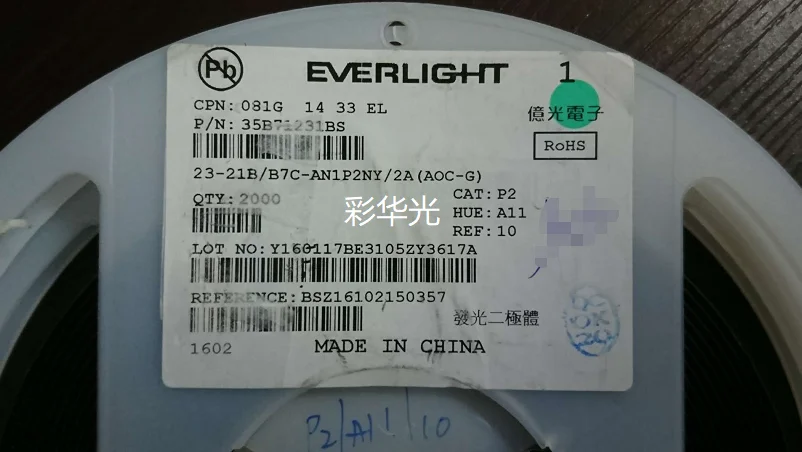 Pb
EVERLIGHT 1
CPN: 081G 14 33 EL
億光電子
P/N: 35B71231BS
RoHS
23-21B/B7C-AN1P2NY/2A(AOC-G)
QTY: 2000
CAT: P2
彩华光
HUE: A11
REF: 10
LOT NO: Y160117BE3105ZY3617A
REFERENCE: BSZ16102150357
發光二極體
1602
MADE IN CHINA
P2/A11/10